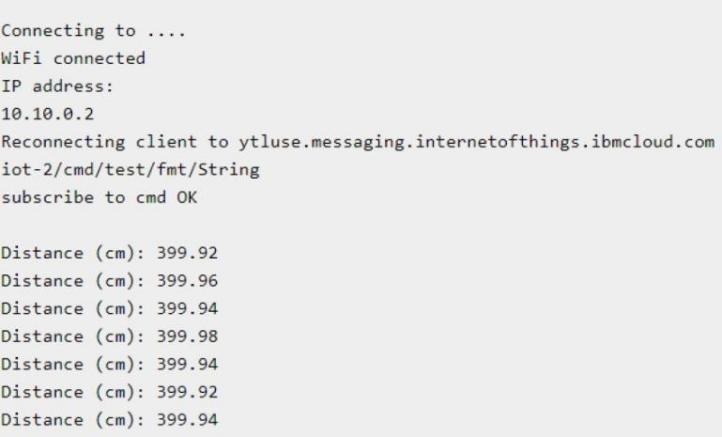 Connecting to ....
WiFi connected
IP address:
10.10.0.2
Reconnecting client to ytluse.messaging.internetofthings.ibmcloud.com
iot-2/cmd/test/fmt/String
subscribe to cmd OK
Distance (cm): 399.92
Distance (cm): 399.96
Distance (cm): 399.94
Distance (cm): 399.98
Distance (cm): 399.94
Distance (cm): 399.92
Distance (cm): 399.94